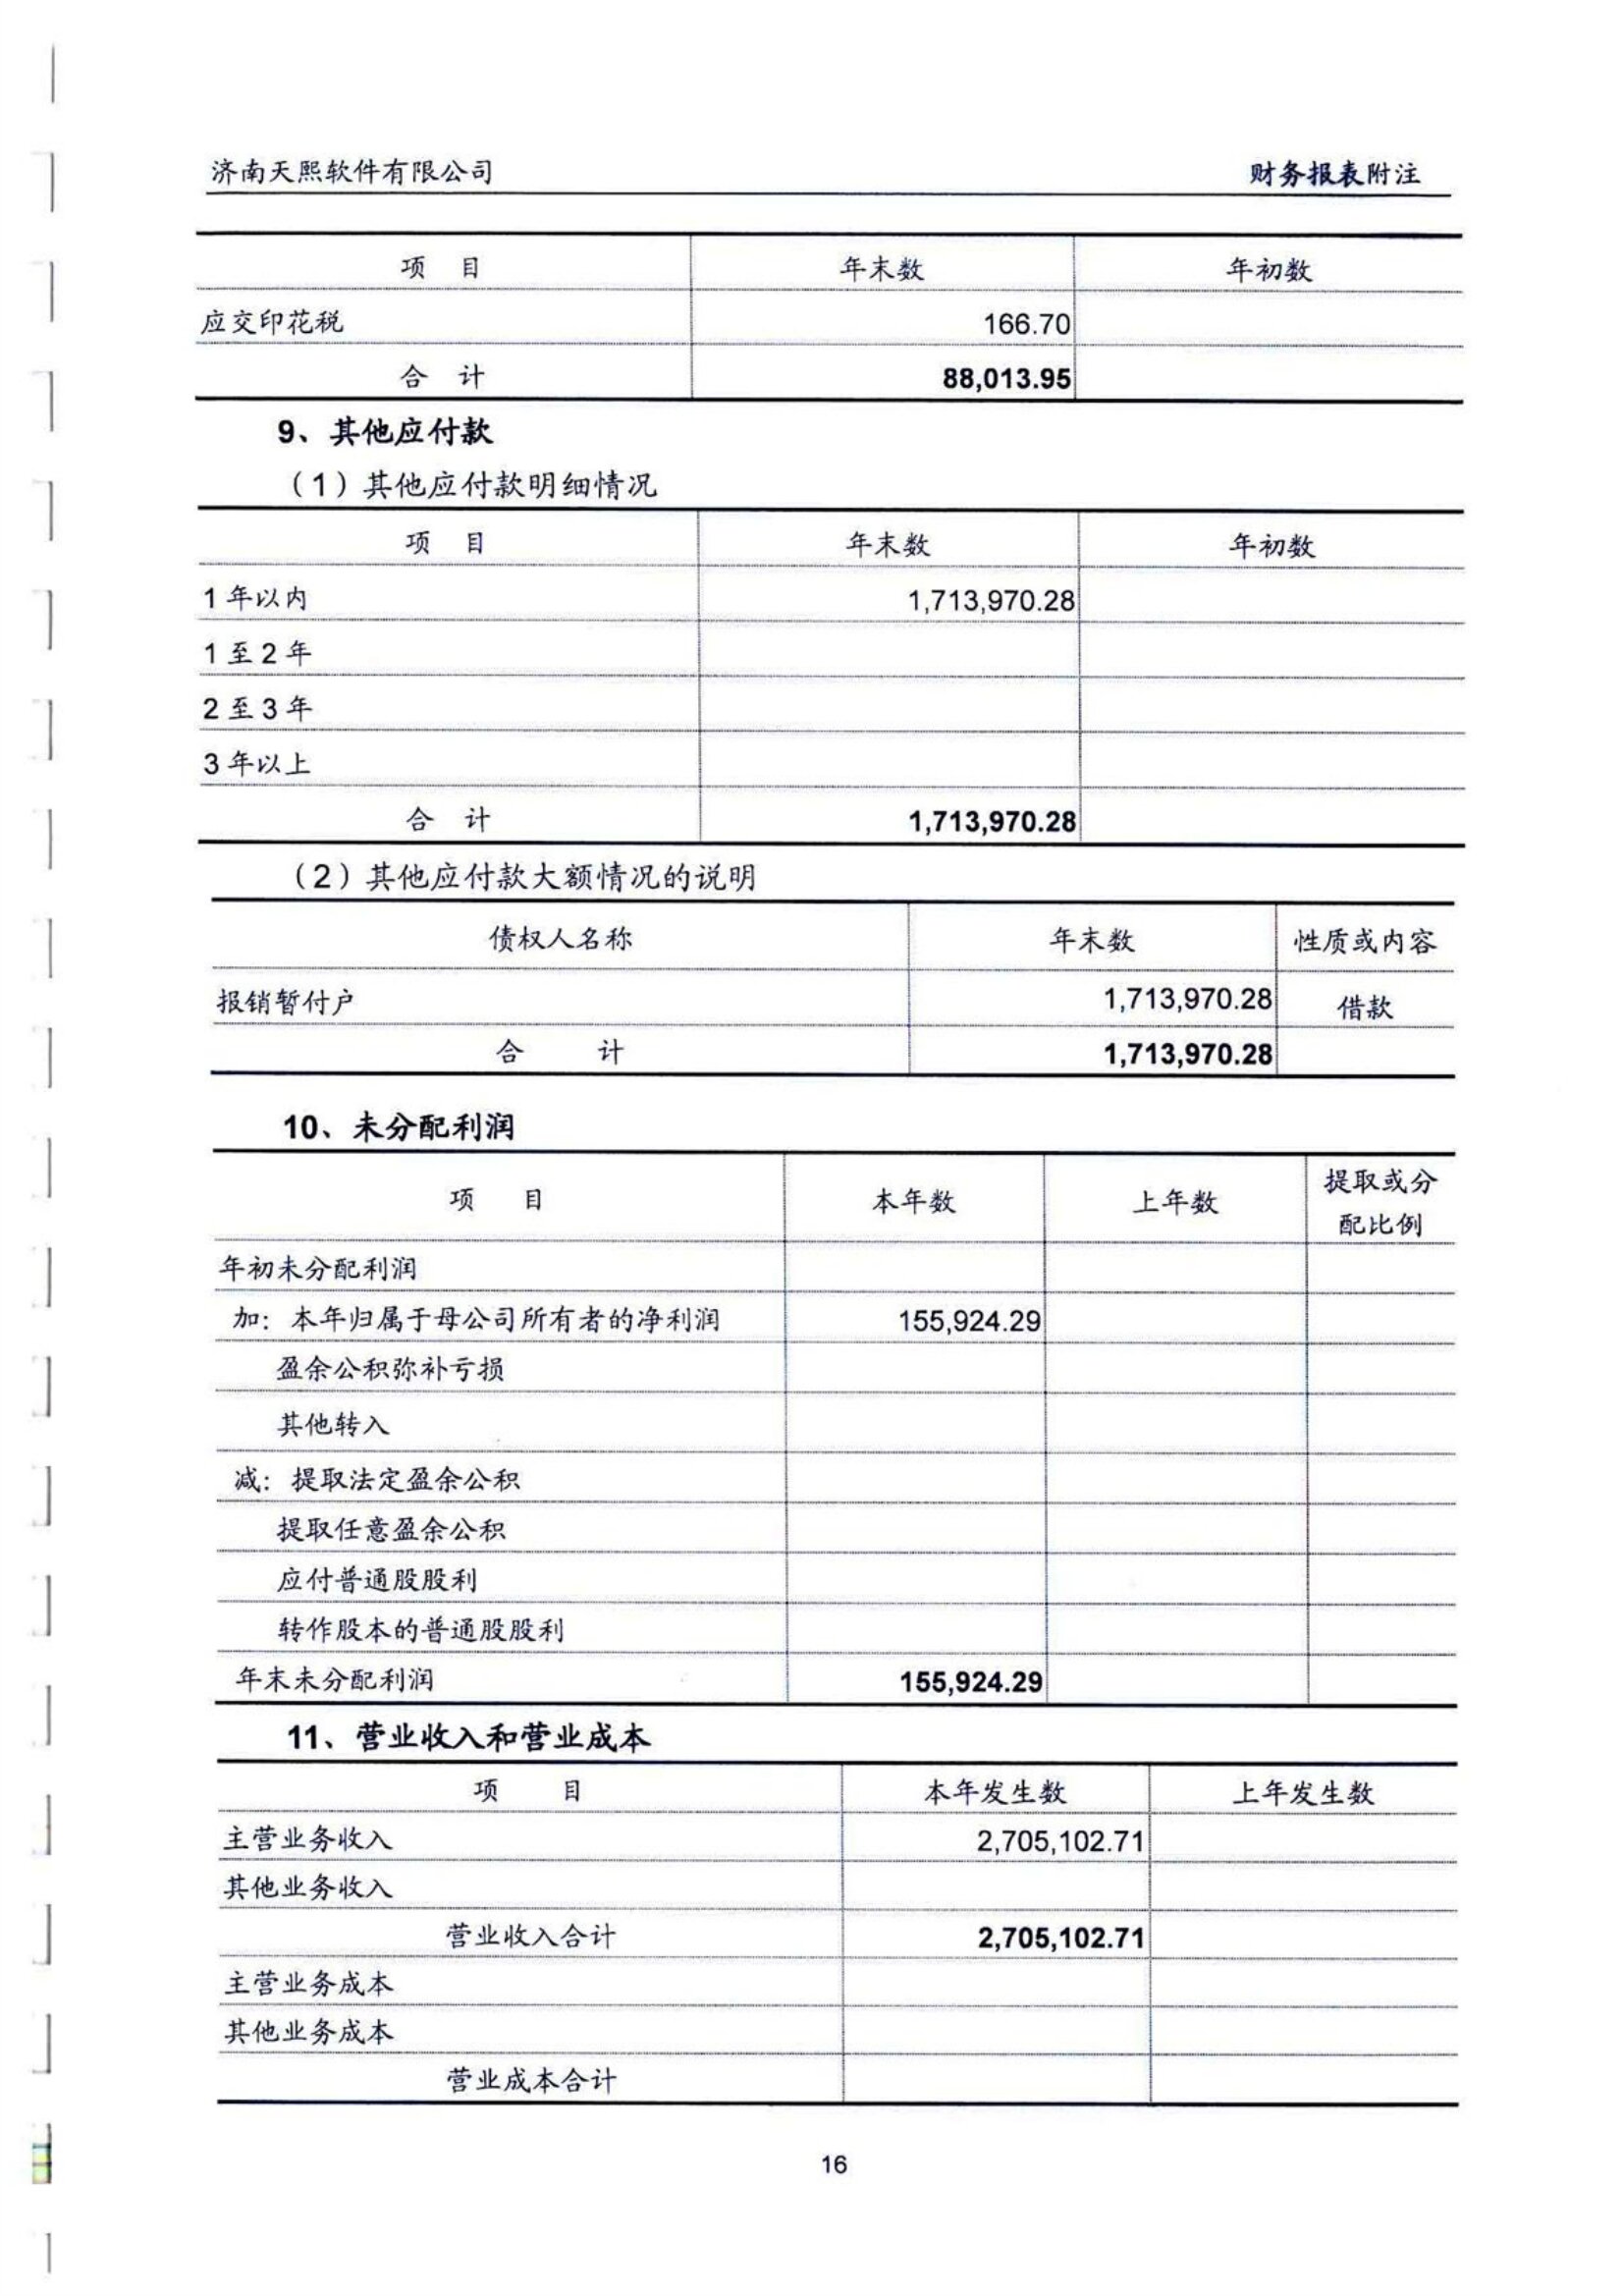 济南天熙软件有限公司 财务报表附注
项 目 年末数 年初数
应交印花税 166.70
合 计 88,013.95
9、其他应付款
（1）其他应付款明细情况
项 目 年末数 年初数
1 年以内 1,713,970.28
1 至 2 年
2 至 3 年
3 年以上
合 计 1,713,970.28
（2）其他应付款大额情况的说明
债权人名称 年末数 性质或内容
报销暂付户 1,713,970.28 借款
合 计 1,713,970.28
10、未分配利润
项 目 本年数 上年数 提取或分
配比例
年初未分配利润
加：本年归属于母公司所有者的净利润 155,924.29
盈余公积弥补亏损
其他转入
减：提取法定盈余公积
提取任意盈余公积
应付普通股股利
转作股本的普通股股利
年末未分配利润 155,924.29
11、营业收入和营业成本
项 目 本年发生数 上年发生数
主营业务收入 2,705,102.71
其他业务收入
营业收入合计 2,705,102.71
主营业务成本
其他业务成本
营业成本合计
16